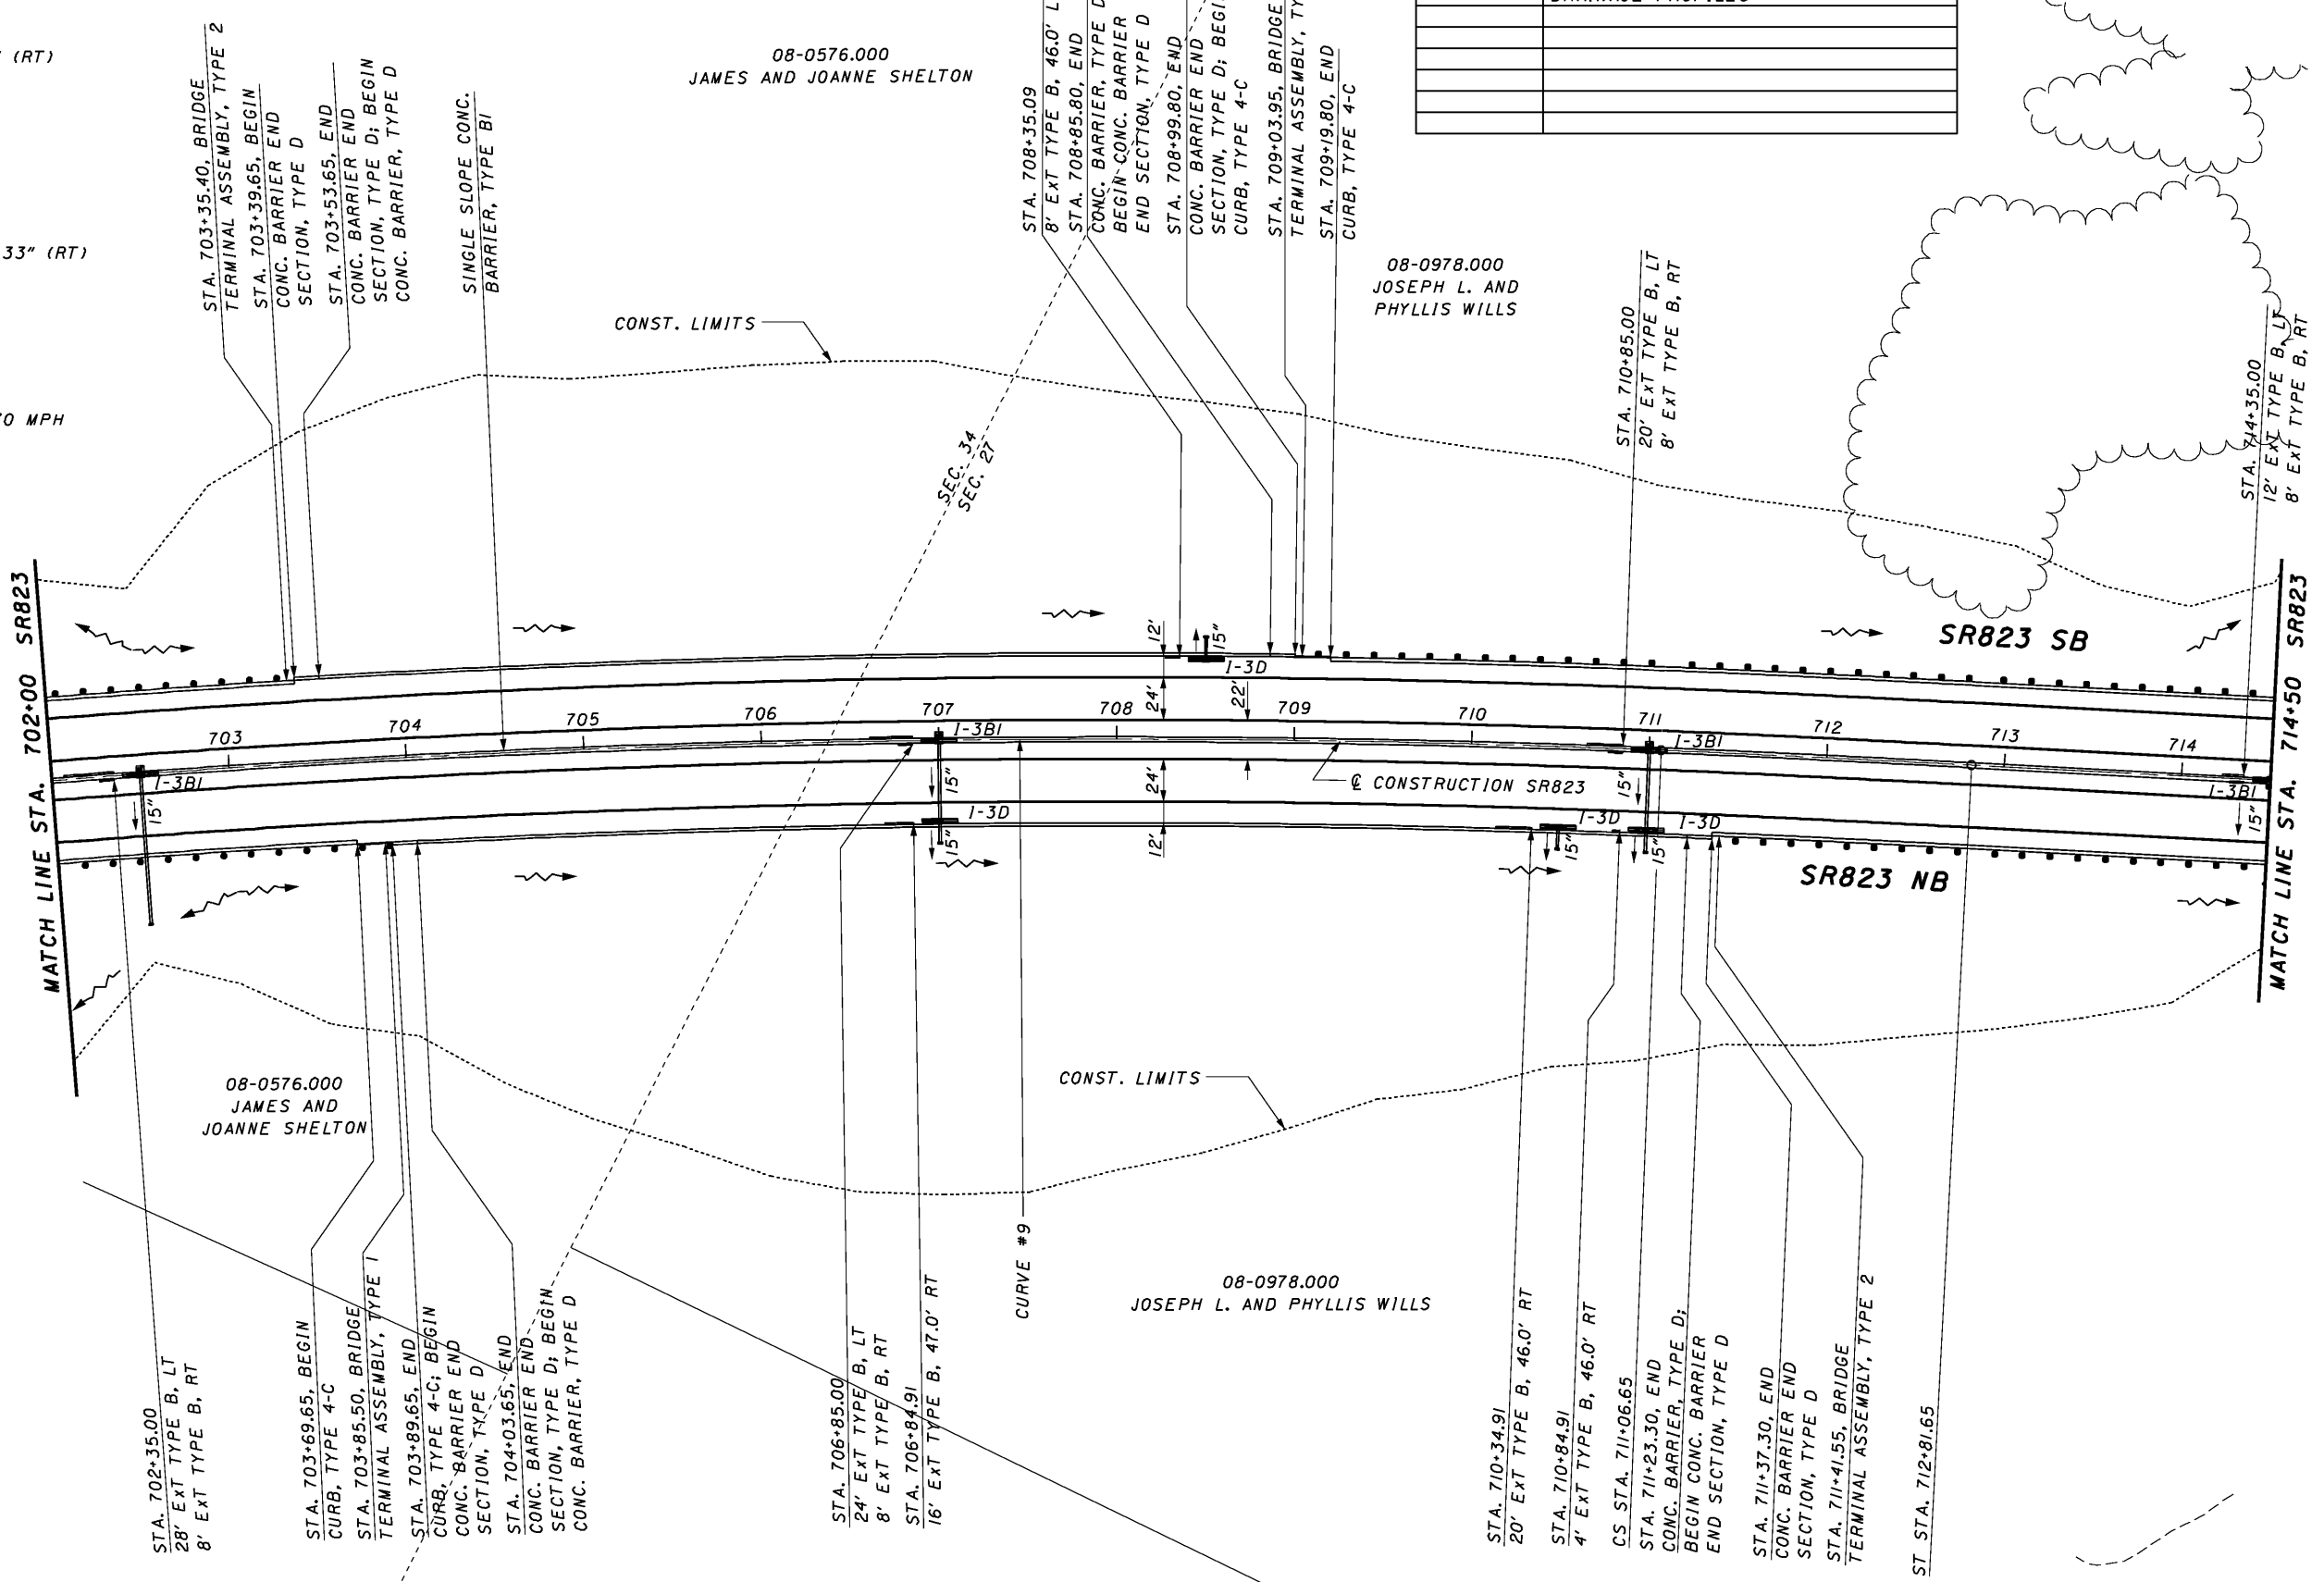 (RT)
33" (RT)
MPH
STA. 703+35.40, BRIDGE
TERMINAL ASSEMBLY, TYPE 2
STA. 703+39.65, BEGIN
CONC. BARRIER END
SECTION, TYPE D
STA. 703+53.65, END
CONC. BARRIER END
SECTION, TYPE D; BEGIN
CONC. BARRIER, TYPE D
SINGLE SLOPE CONC.
BARRIER, TYPE B1
08-0576.000
JAMES AND JOANNE SHELTON
CONST. LIMITS
STA. 708+35.09
8' EXT TYPE B, 46.0' L
STA. 708+85.80, END
CONC. BARRIER, TYPE D
BEGIN CONC. BARRIER
END SECTION, TYPE D
STA. 708+99.80, END
CONC. BARRIER END
SECTION, TYPE D; BEGI
CURB, TYPE 4-C
STA. 709+03.95, BRIDGE
TERMINAL ASSEMBLY, TY
STA. 709+19.80, END
CURB, TYPE 4-C
08-0978.000
JOSEPH L. AND
PHYLLIS WILLS
STA. 710+85.00
20' EXT TYPE B, LT
8' EXT TYPE B, RT
STA. 714+35.00
12' EXT TYPE B, LT
8' EXT TYPE B, RT
SEC. 34
SEC. 27
MATCH LINE STA. 702+00 SR823
MATCH LINE STA. 714+50 SR823
SR823 SB
12'
15"
I-3D
24'
22'
703
704
705
706
707
708
709
710
711
712
713
714
I-3B1
15"
I-3B1
15"
I-3D
15"
24'
12'
℄ CONSTRUCTION SR823
I-3B1
15"
I-3D
15"
I-3D
15"
I-3B1
15"
SR823 NB
08-0576.000
JAMES AND
JOANNE SHELTON
CONST. LIMITS
08-0978.000
JOSEPH L. AND PHYLLIS WILLS
STA. 702+35.00
28' EXT TYPE B, LT
8' EXT TYPE B, RT
STA. 703+69.65, BEGIN
CURB, TYPE 4-C
STA. 703+85.50, BRIDGE
TERMINAL ASSEMBLY, TYPE 1
STA. 703+89.65, END
CURB, TYPE 4-C; BEGIN
CONC. BARRIER END
SECTION, TYPE D
STA. 704+03.65, END
CONC. BARRIER END
SECTION, TYPE D; BEGIN
CONC. BARRIER, TYPE D
STA. 706+85.00
24' EXT TYPE B, LT
8' EXT TYPE B, RT
STA. 706+84.91
16' EXT TYPE B, 47.0' RT
CURVE #9
STA. 710+34.91
20' EXT TYPE B, 46.0' RT
STA. 710+84.91
4' EXT TYPE B, 46.0' RT
CS STA. 711+06.65
STA. 711+23.30, END
CONC. BARRIER, TYPE D;
BEGIN CONC. BARRIER
END SECTION, TYPE D
STA. 711+37.30, END
CONC. BARRIER END
SECTION, TYPE D
STA. 711+41.55, BRIDGE
TERMINAL ASSEMBLY, TYPE 2
ST STA. 712+81.65